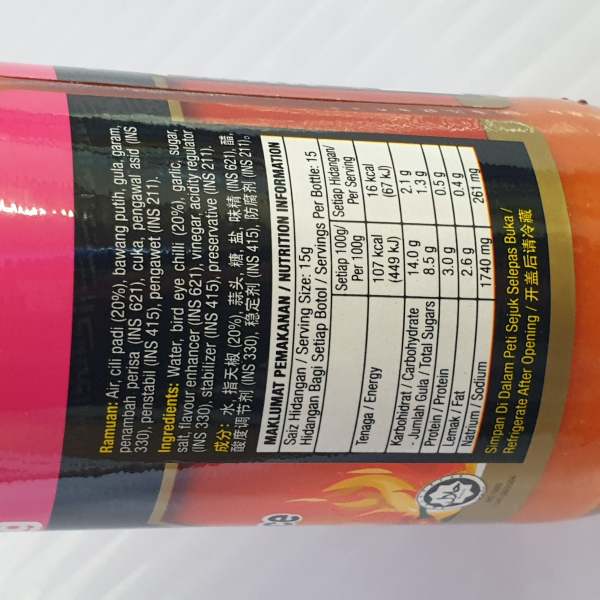 Ramuan: Air, cili padi (20%), bawang putih, gula, garam,
penambah perisa (INS 621), cuka, pengawal asid (INS
330), penstabil (INS 415), pengawet (INS 211).
Ingredients: Water, bird eye chilli (20%), garlic, sugar,
salt, flavour enhancer (INS 621), vinegar, acidity regulator
(INS 330), stabilizer (INS 415), preservative (INS 211).
成分: 水, 指天椒 (20%), 蒜头, 糖, 盐, 味精 (INS 621), 醋,
酸度调节剂 (INS 330), 稳定剂 (INS 415), 防腐剂 (INS 211)。
MAKLUMAT PEMAKANAN / NUTRITION INFORMATION
Saiz Hidangan / Serving Size: 15g
Hidangan Bagi Setiap Botol / Servings Per Bottle: 15
Setiap 100g/ Per 100g Setiap Hidangan/ Per Serving
Tenaga / Energy 107 kcal (449 kJ) 16 kcal (67 kJ)
Karbohidrat / Carbohydrate 14.0 g 2.1 g
- Jumlah Gula / Total Sugars 8.5 g 1.3 g
Protein / Protein 3.0 g 0.5 g
Lemak / Fat 2.6 g 0.4 g
Natrium / Sodium 1740 mg 261 mg
Simpan Di Dalam Peti Sejuk Selepas Buka /
Refrigerate After Opening / 开盖后请冷藏